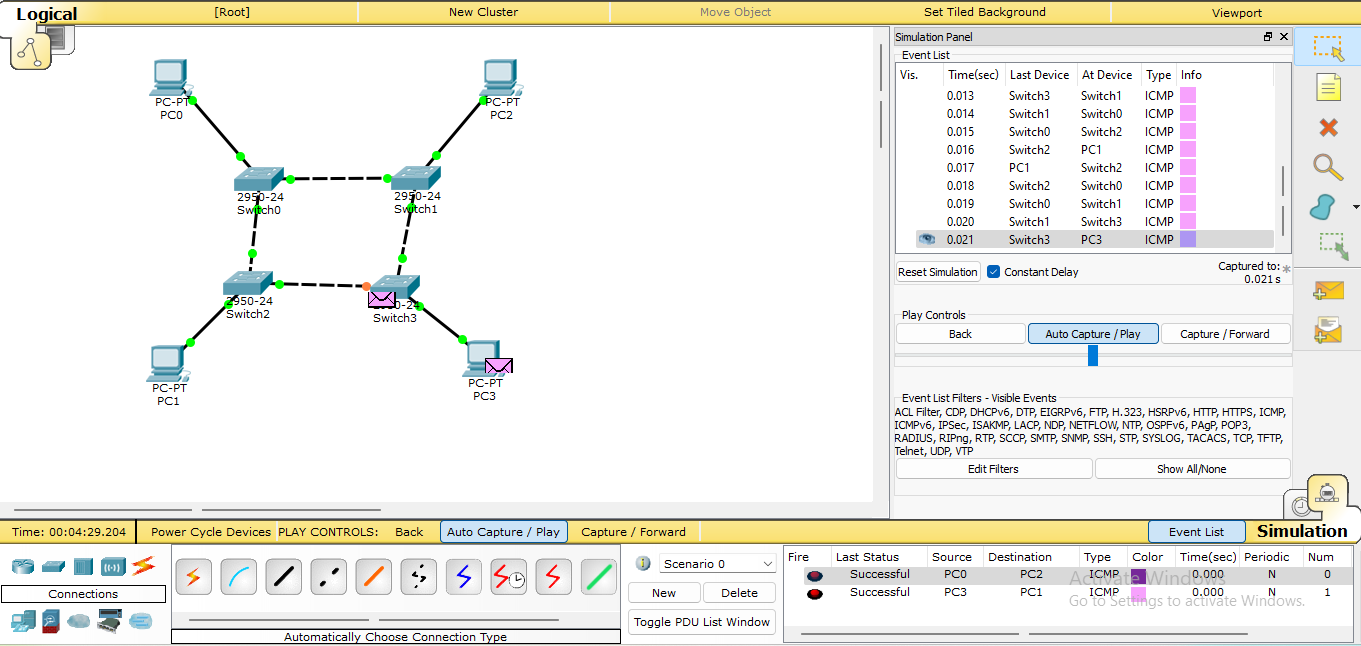 Logical
[Root]
New Cluster
Move Object
Set Tiled Background
Viewport
PC-PT
PC0
PC-PT
PC2
2950-24
Switch0
2950-24
Switch1
2950-24
Switch2
2950-24
Switch3
PC-PT
PC1
PC-PT
PC3
Simulation Panel
Event List
Vis. Time(sec) Last Device At Device Type Info
0.013 Switch3 Switch1 ICMP
0.014 Switch1 Switch0 ICMP
0.015 Switch0 Switch2 ICMP
0.016 Switch2 PC1 ICMP
0.017 PC1 Switch2 ICMP
0.018 Switch2 Switch0 ICMP
0.019 Switch0 Switch1 ICMP
0.020 Switch1 Switch3 ICMP
0.021 Switch3 PC3 ICMP
Reset Simulation Constant Delay
Captured to: *
0.021 s
Play Controls
Back Auto Capture / Play Capture / Forward
Event List Filters - Visible Events
ACL Filter, CDP, DHCPv6, DTP, EIGRPv6, FTP, H.323, HSRPv6, HTTP, HTTPS, ICMP,
ICMPv6, IPSec, ISAKMP, LACP, NDP, NETFLOW, NTP, OSPFv6, PAgP, POP3,
RADIUS, RIPng, RTP, SCCP, SMTP, SNMP, SSH, STP, SYSLOG, TACACS, TCP, TFTP,
Telnet, UDP, VTP
Edit Filters Show All/None
Time: 00:04:29.204 Power Cycle Devices PLAY CONTROLS: Back Auto Capture / Play Capture / Forward Event List Simulation
Connections
Automatically Choose Connection Type
Scenario 0
New Delete
Toggle PDU List Window
Fire Last Status Source Destination Type Color Time(sec) Periodic Num
Successful PC0 PC2 ICMP 0.000 N 0
Successful PC3 PC1 ICMP 0.000 N 1
Activate Windows
Go to Settings to activate Windows.